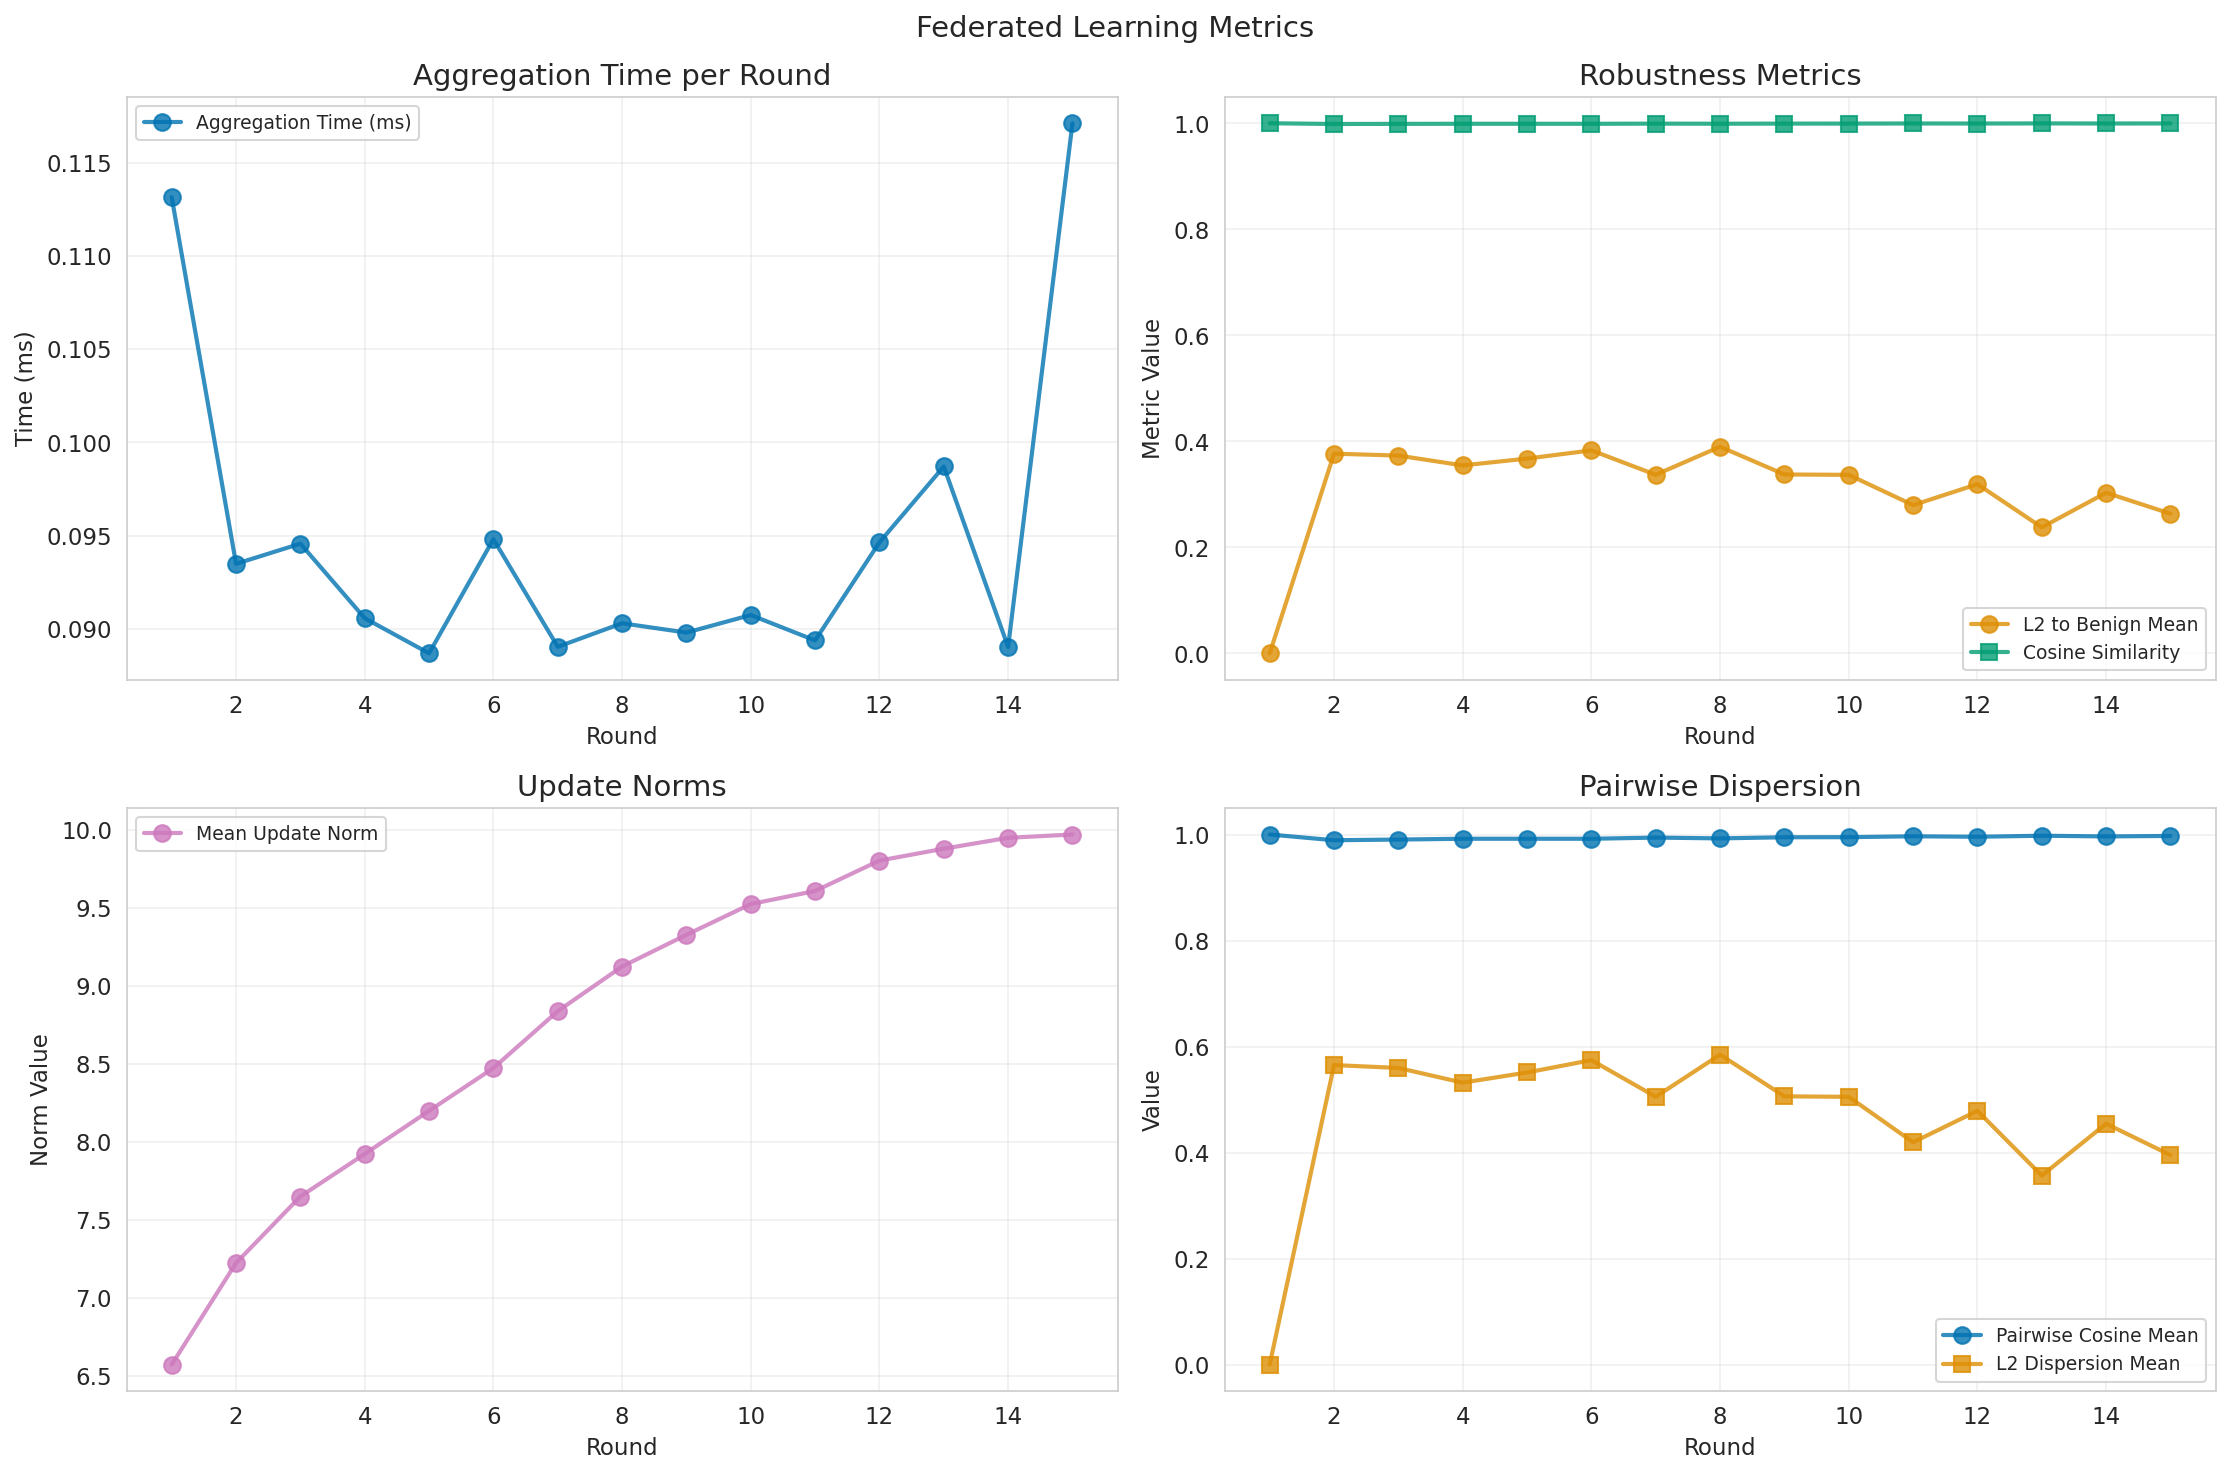 Federated Learning Metrics
Aggregation Time per Round
Aggregation Time (ms)
0.115
0.110
0.105
0.100
0.095
0.090
Time (ms)
2 4 6 8 10 12 14
Round
Robustness Metrics
1.0
0.8
0.6
0.4
0.2
0.0
Metric Value
L2 to Benign Mean
Cosine Similarity
2 4 6 8 10 12 14
Round
Update Norms
Mean Update Norm
10.0
9.5
9.0
8.5
8.0
7.5
7.0
6.5
Norm Value
2 4 6 8 10 12 14
Round
Pairwise Dispersion
1.0
0.8
0.6
0.4
0.2
0.0
Value
Pairwise Cosine Mean
L2 Dispersion Mean
2 4 6 8 10 12 14
Round